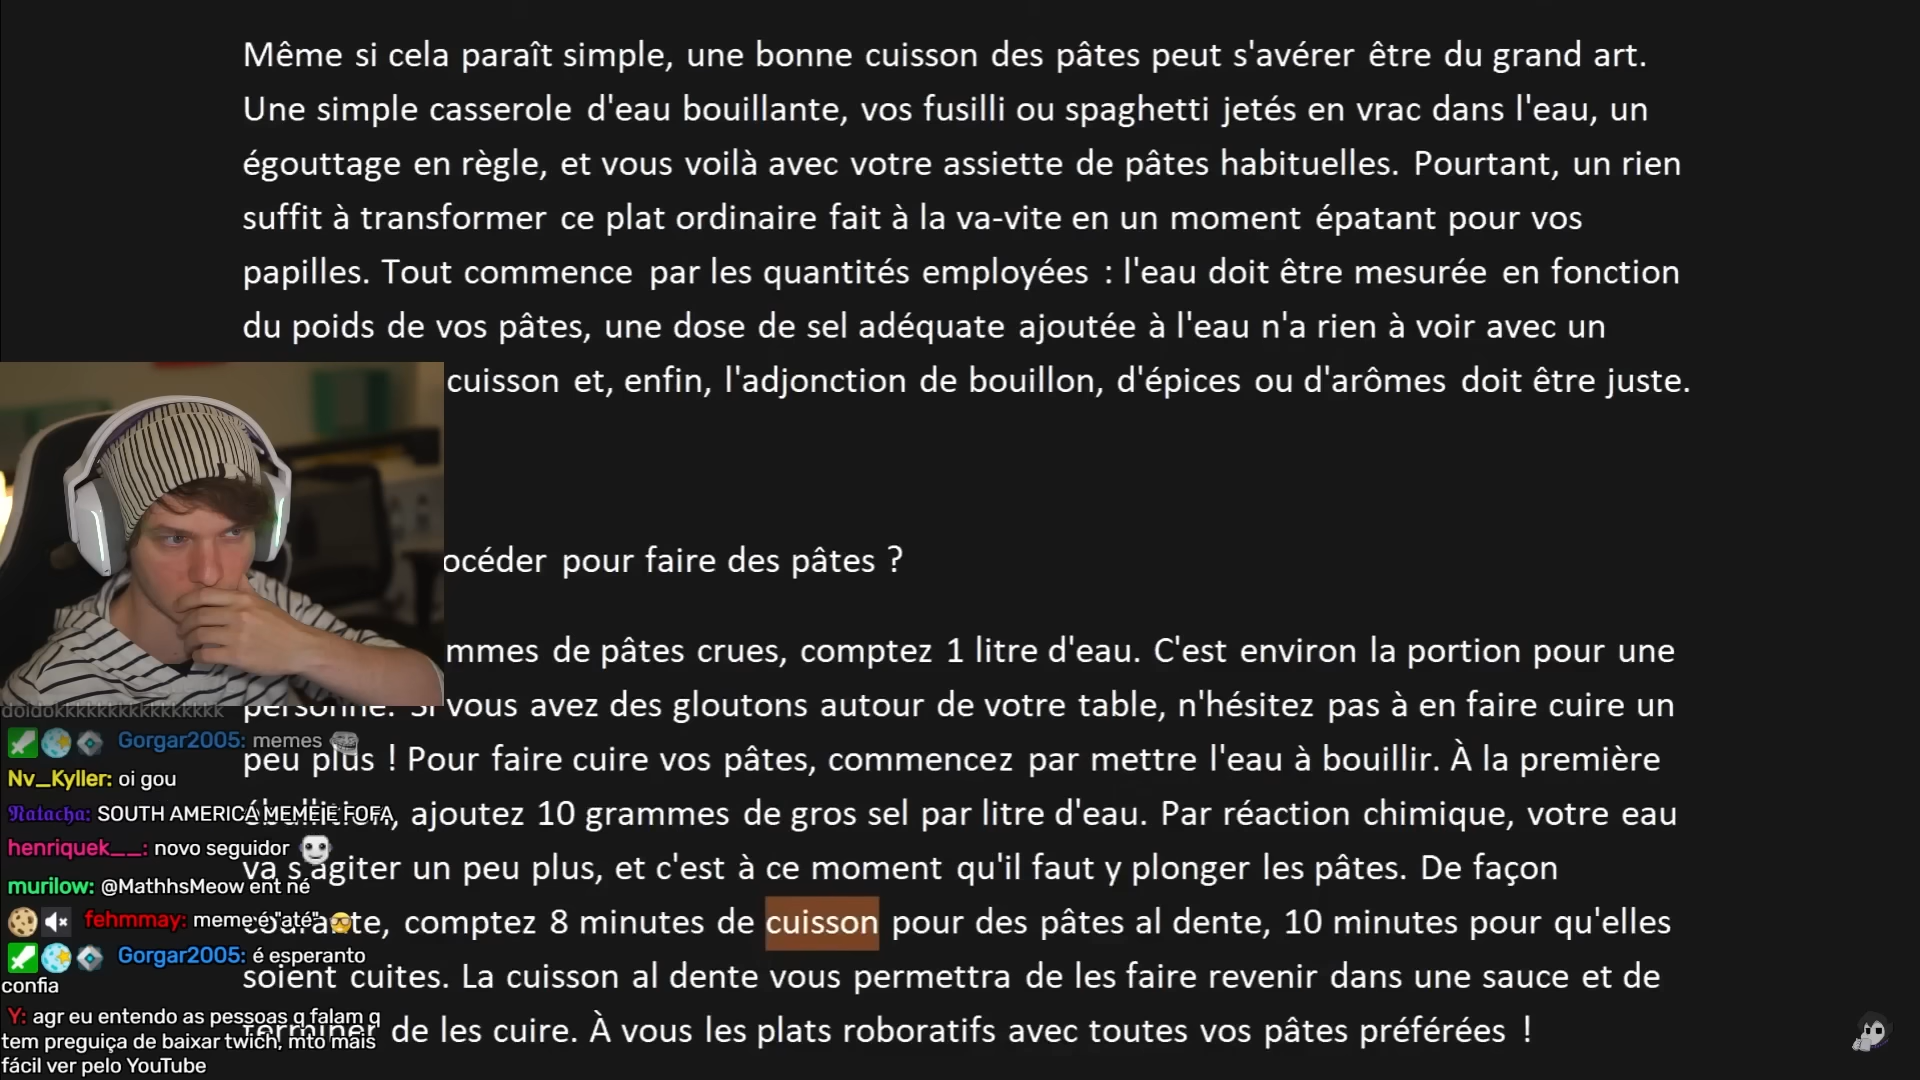 Même si cela paraît simple, une bonne cuisson des pâtes peut s'avérer être du grand art.
Une simple casserole d'eau bouillante, vos fusilli ou spaghetti jetés en vrac dans l'eau, un
égouttage en règle, et vous voilà avec votre assiette de pâtes habituelles. Pourtant, un rien
suffit à transformer ce plat ordinaire fait à la va-vite en un moment épatant pour vos
papilles. Tout commence par les quantités employées : l'eau doit être mesurée en fonction
du poids de vos pâtes, une dose de sel adéquate ajoutée à l'eau n'a rien à voir avec un
cuisson et, enfin, l'adjonction de bouillon, d'épices ou d'arômes doit être juste.
océder pour faire des pâtes ?
mmes de pâtes crues, comptez 1 litre d'eau. C'est environ la portion pour une
personne. Si vous avez des gloutons autour de votre table, n'hésitez pas à en faire cuire un
peu plus ! Pour faire cuire vos pâtes, commencez par mettre l'eau à bouillir. À la première
ébullition, ajoutez 10 grammes de gros sel par litre d'eau. Par réaction chimique, votre eau
va s'agiter un peu plus, et c'est à ce moment qu'il faut y plonger les pâtes. De façon
courante, comptez 8 minutes de cuisson pour des pâtes al dente, 10 minutes pour qu'elles
soient cuites. La cuisson al dente vous permettra de les faire revenir dans une sauce et de
terminer de les cuire. À vous les plats roboratifs avec toutes vos pâtes préférées !
doidokkkkkkkkkkkkkkkk
Gorgar2005: memes
Nv_Kyller: oi gou
Natacha: SOUTH AMERICA MEME E FOFA
henriquek__: novo seguidor
murilow: @MathhsMeow ent né
fehmmay: meme é "até"
Gorgar2005: é esperanto
confia
Y: agr eu entendo as pessoas q falam q
tem preguiça de baixar twich, mto mais
fácil ver pelo YouTube